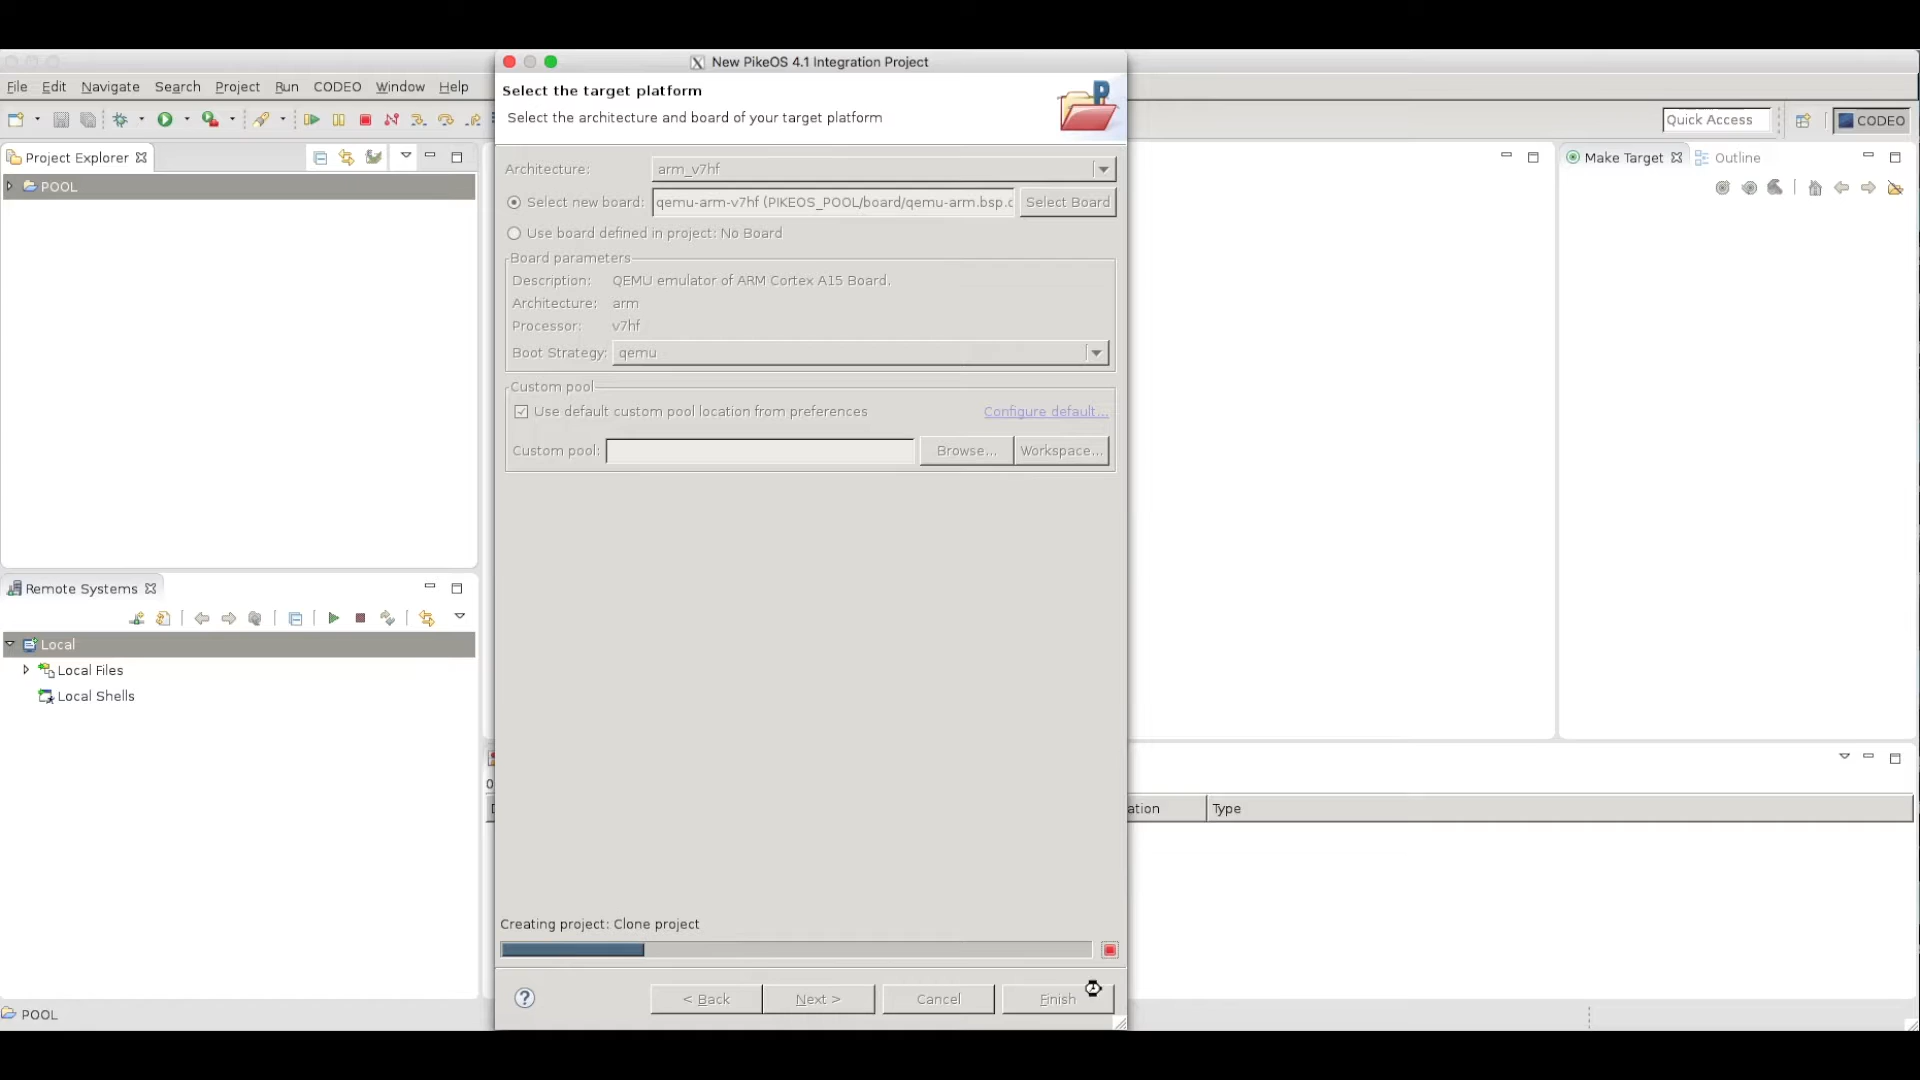 New PikeOS 4.1 Integration Project
File Edit Navigate Search Project Run CODEO Window Help
Select the target platform
Select the architecture and board of your target platform
Quick Access
CODEO
Project Explorer
POOL
Architecture: arm_v7hf
Select new board: qemu-arm-v7hf (PIKEOS_POOL/board/qemu-arm.bsp.c Select Board
Use board defined in project: No Board
Board parameters
Description: QEMU emulator of ARM Cortex A15 Board.
Architecture: arm
Processor: v7hf
Boot Strategy: qemu
Custom pool
Use default custom pool location from preferences Configure default...
Custom pool: Browse... Workspace...
Make Target Outline
Remote Systems
Local
Local Files
Local Shells
ation Type
Creating project: Clone project
< Back Next > Cancel Finish
POOL